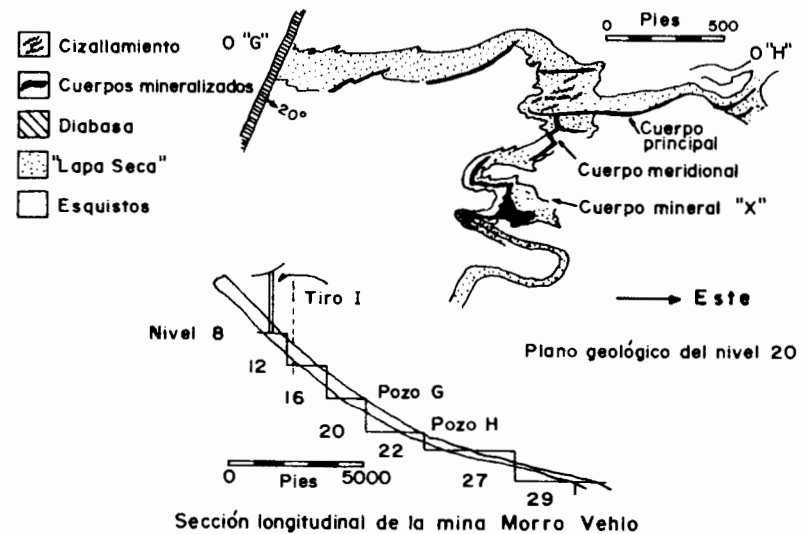 Cizallamiento
Cuerpos mineralizados
Diabasa
"Lapa Seca"
Esquistos
O "G"
20°
Pies
0 500
O "H"
Cuerpo
principal
Cuerpo meridional
Cuerpo mineral "X"
Este
Plano geológico del nivel 20
Tiro I
Nivel 8
12
16
Pozo G
20
Pozo H
22
27
29
0 Pies 5000
Sección longitudinal de la mina Morro Vehlo